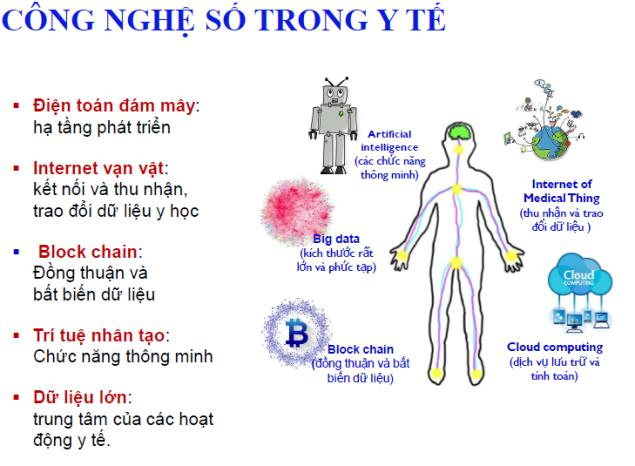 CÔNG NGHỆ SỐ TRONG Y TẾ
Điện toán đám mây:
hạ tầng phát triển
Internet vạn vật:
kết nối và thu nhận,
trao đổi dữ liệu y học
Block chain:
Đồng thuận và
bất biến dữ liệu
Trí tuệ nhân tạo:
Chức năng thông minh
Dữ liệu lớn:
trung tâm của các hoạt
động y tế.
Artificial
intelligence
(các chức năng
thông minh)
Big data
(kích thước rất
lớn và phức tạp)
Block chain
(đồng thuận và bất
biến dữ liệu)
Internet of
Medical Thing
(thu nhận và trao
đổi dữ liệu )
Cloud
COMPUTING
Cloud computing
(dịch vụ lưu trữ và
tính toán)